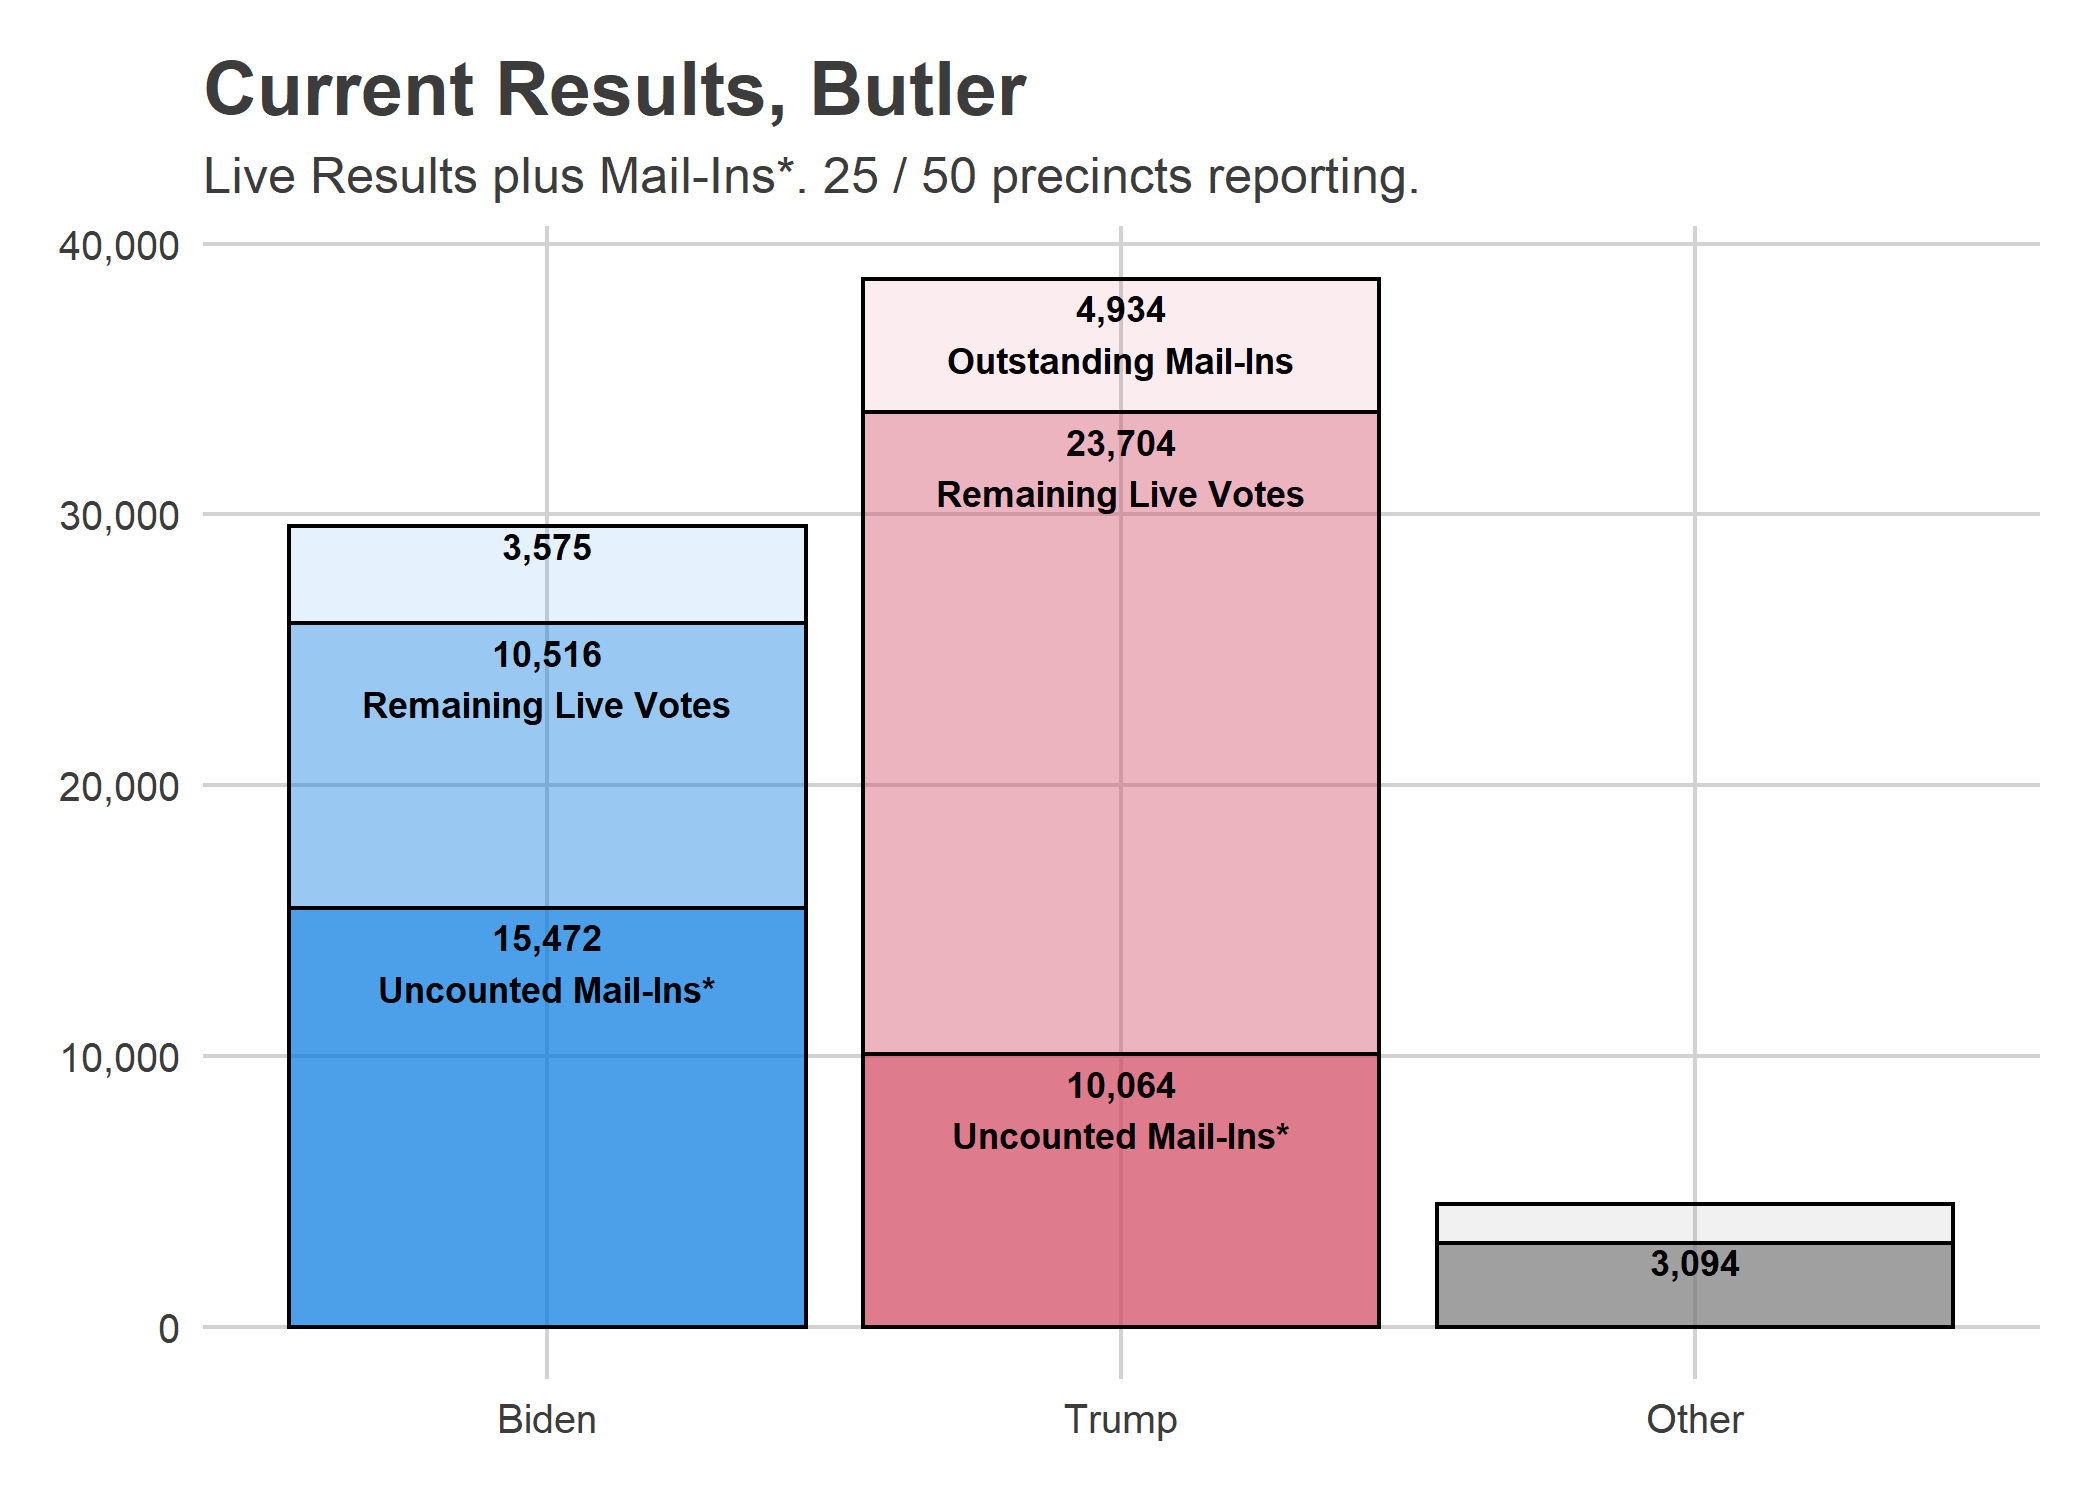 Current Results, Butler
Live Results plus Mail-Ins*. 25 / 50 precincts reporting.
40,000
30,000
20,000
10,000
0
3,575
10,516
Remaining Live Votes
15,472
Uncounted Mail-Ins*
4,934
Outstanding Mail-Ins
23,704
Remaining Live Votes
10,064
Uncounted Mail-Ins*
3,094
Biden
Trump
Other